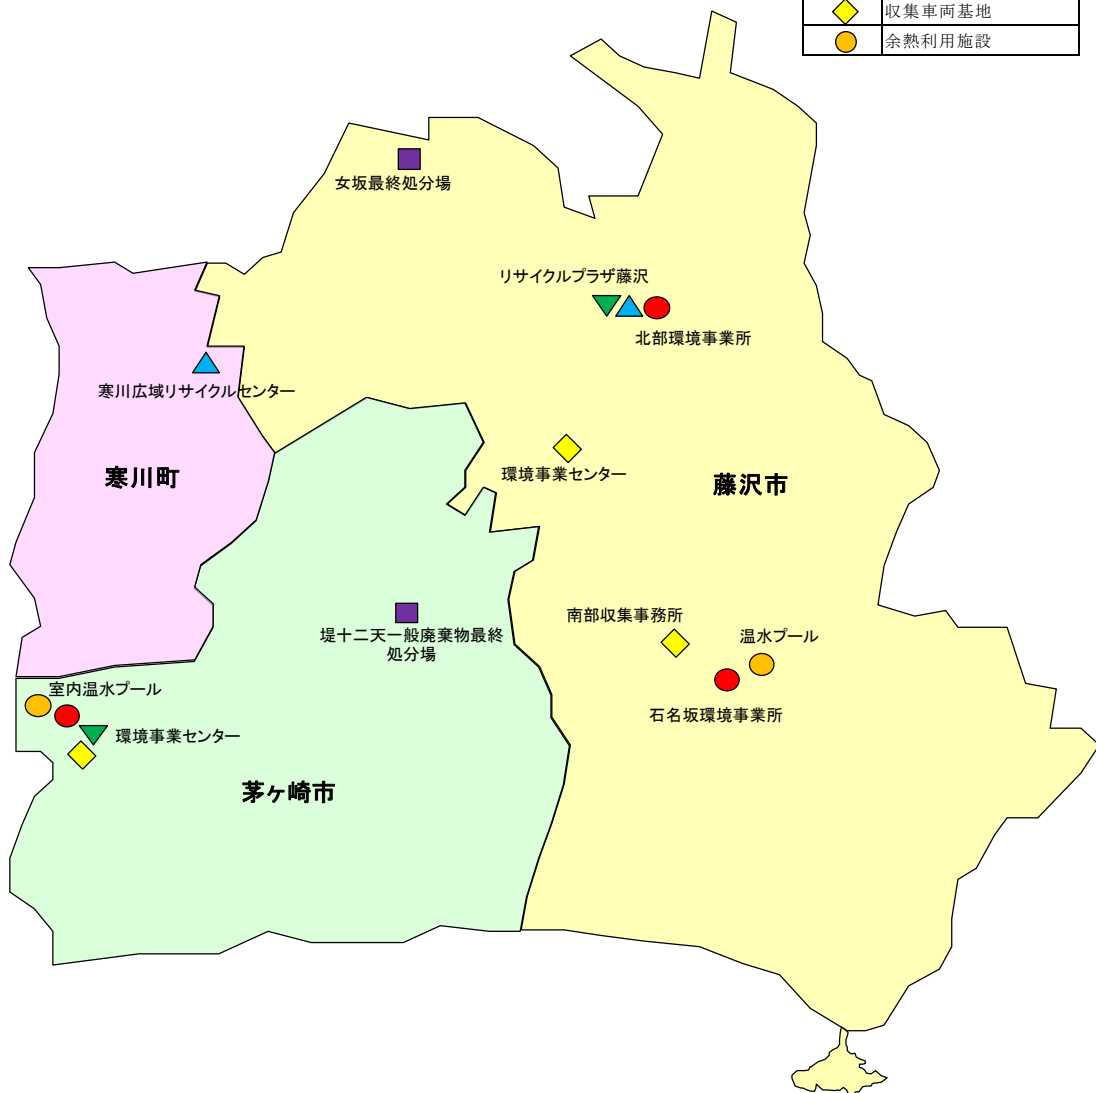 収集車両基地
余熱利用施設
女坂最終処分場
リサイクルプラザ藤沢
北部環境事業所
寒川広域リサイクルセンター
寒川町
環境事業センター
藤沢市
南部収集事務所
温水プール
堤十二天一般廃棄物最終
処分場
石名坂環境事業所
室内温水プール
環境事業センター
茅ヶ崎市